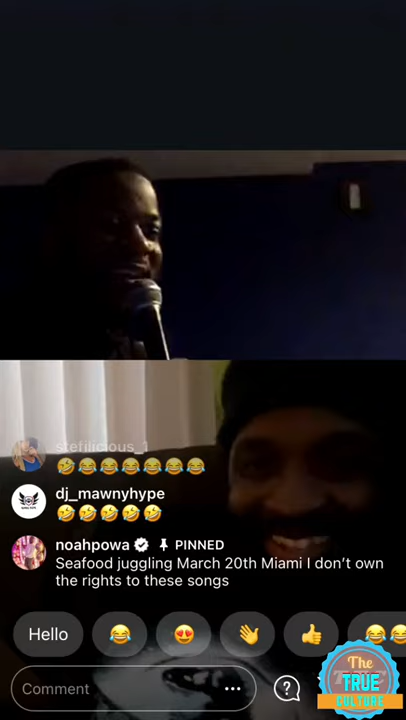 stefilicious_1
🤣😂😂😂😂😂😂
dj_mawnyhype
🤣🤣🤣🤣🤣
noahpowa PINNED
Seafood juggling March 20th Miami I don't own
the rights to these songs
Hello 😂 😍 👋 👍 😂😂
Comment
The
TRUE
CULTURE